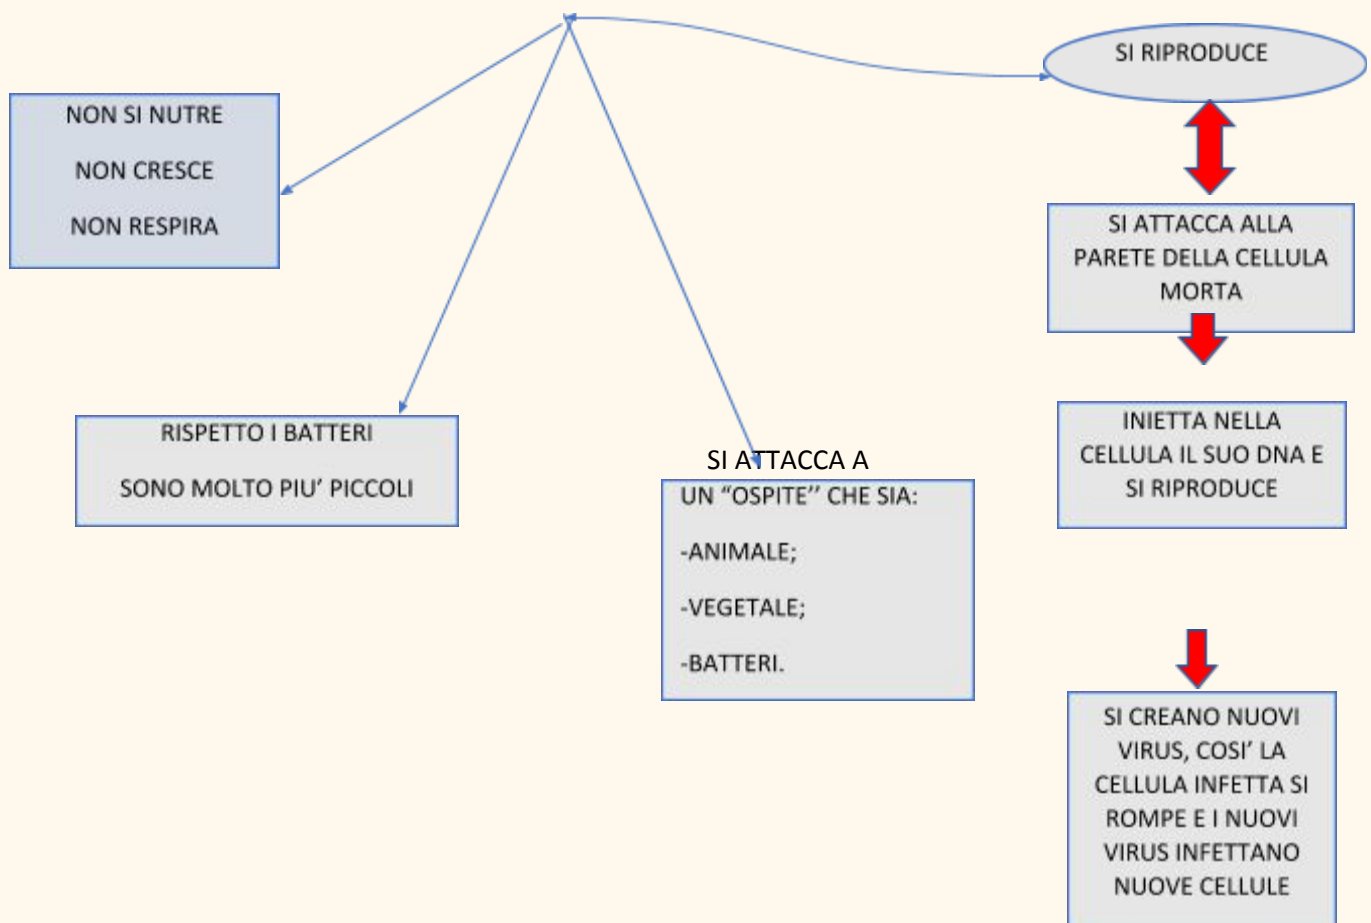 SI RIPRODUCE
NON SI NUTRE
NON CRESCE
NON RESPIRA
SI ATTACCA ALLA
PARETE DELLA CELLULA
MORTA
RISPETTO I BATTERI
SONO MOLTO PIU’ PICCOLI
SI ATTACCA A
UN “OSPITE’’ CHE SIA:
-ANIMALE;
-VEGETALE;
-BATTERI.
INIETTA NELLA
CELLULA IL SUO DNA E
SI RIPRODUCE
SI CREANO NUOVI
VIRUS, COSI’ LA
CELLULA INFETTA SI
ROMPE E I NUOVI
VIRUS INFETTANO
NUOVE CELLULE